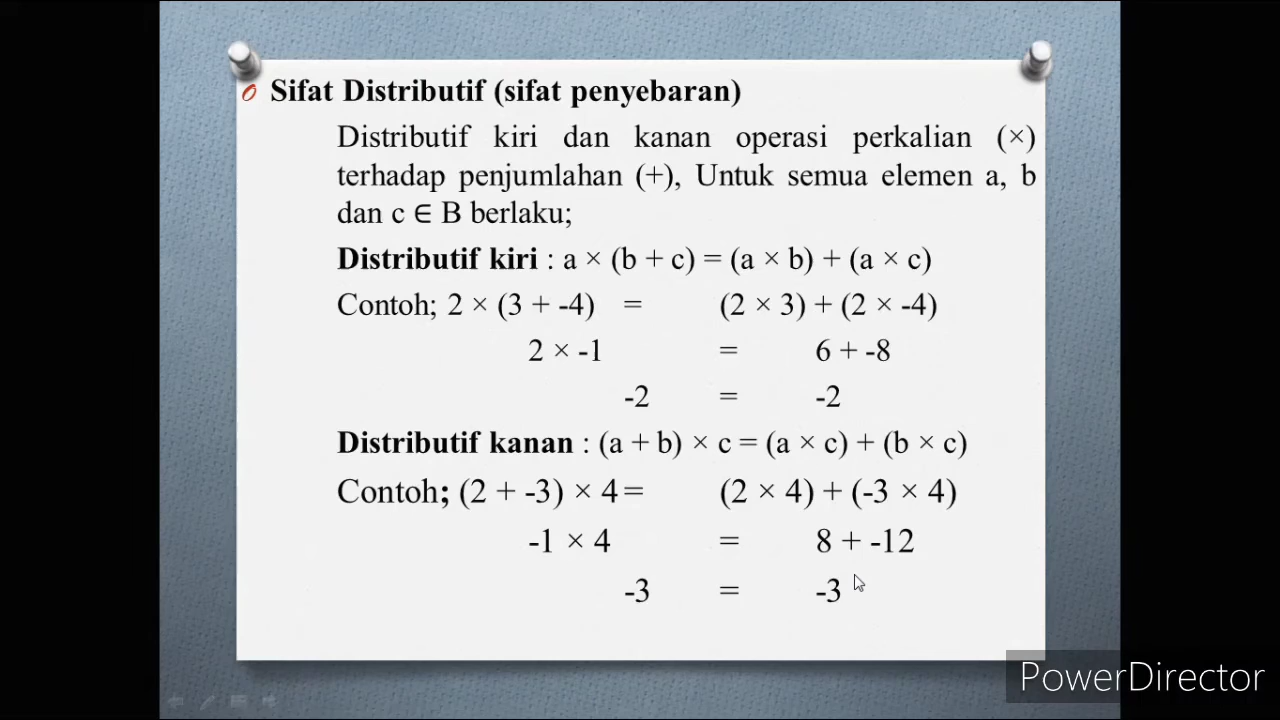 Sifat Distributif (sifat penyebaran)
Distributif kiri dan kanan operasi perkalian (×)
terhadap penjumlahan (+), Untuk semua elemen a, b
dan c ∈ B berlaku;
Distributif kiri : a × (b + c) = (a × b) + (a × c)
Contoh; 2 × (3 + -4) = (2 × 3) + (2 × -4)
2 × -1 = 6 + -8
-2 = -2
Distributif kanan : (a + b) × c = (a × c) + (b × c)
Contoh; (2 + -3) × 4 = (2 × 4) + (-3 × 4)
-1 × 4 = 8 + -12
-3 = -3
PowerDirector